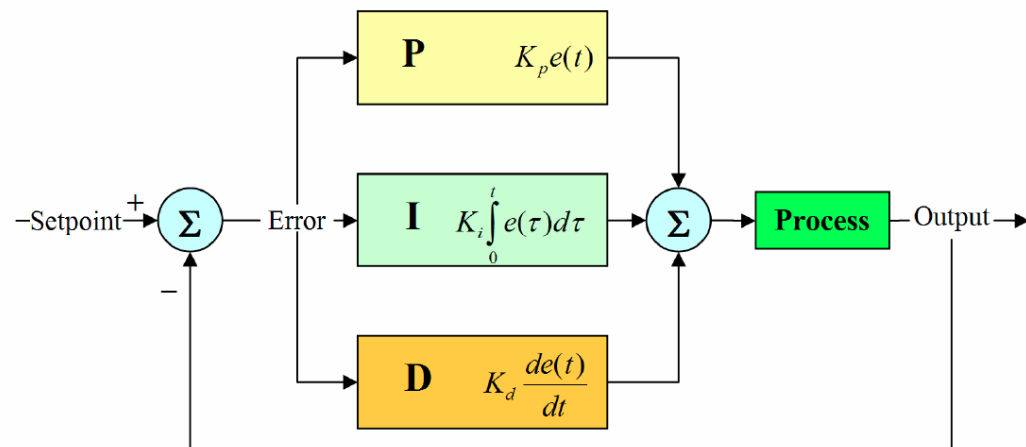 P K_p e(t)
+
–Setpoint Σ Error I K_i ∫_0^t e(τ)dτ Σ Process Output
–
D K_d de(t)/dt